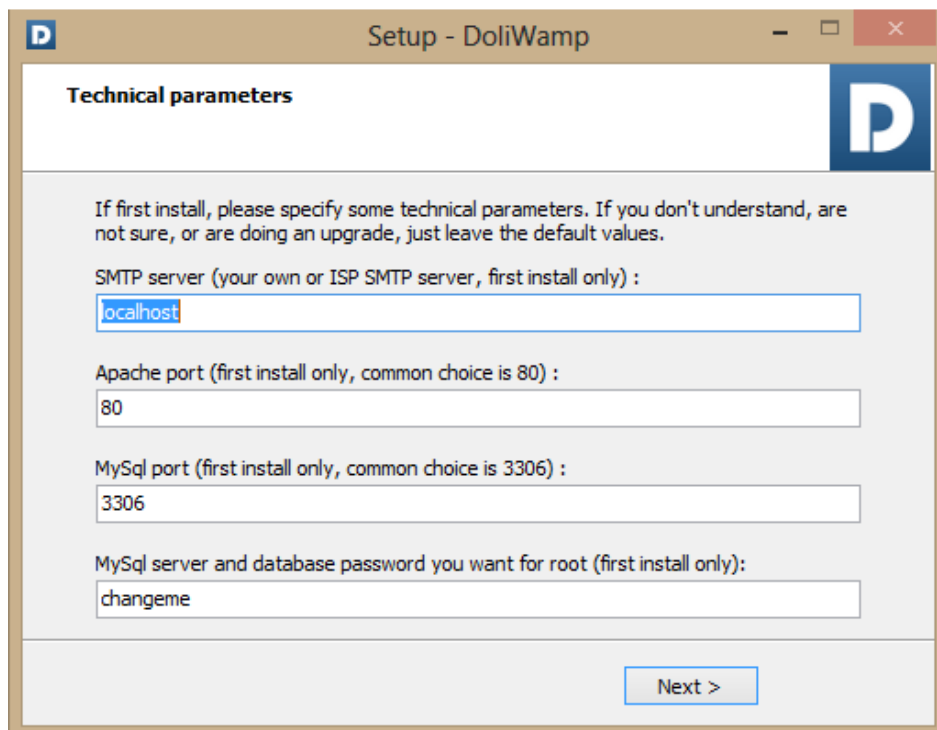 Setup - DoliWamp
Technical parameters
If first install, please specify some technical parameters. If you don't understand, are
not sure, or are doing an upgrade, just leave the default values.
SMTP server (your own or ISP SMTP server, first install only) :
localhost
Apache port (first install only, common choice is 80) :
80
MySql port (first install only, common choice is 3306) :
3306
MySql server and database password you want for root (first install only):
changeme
Next >